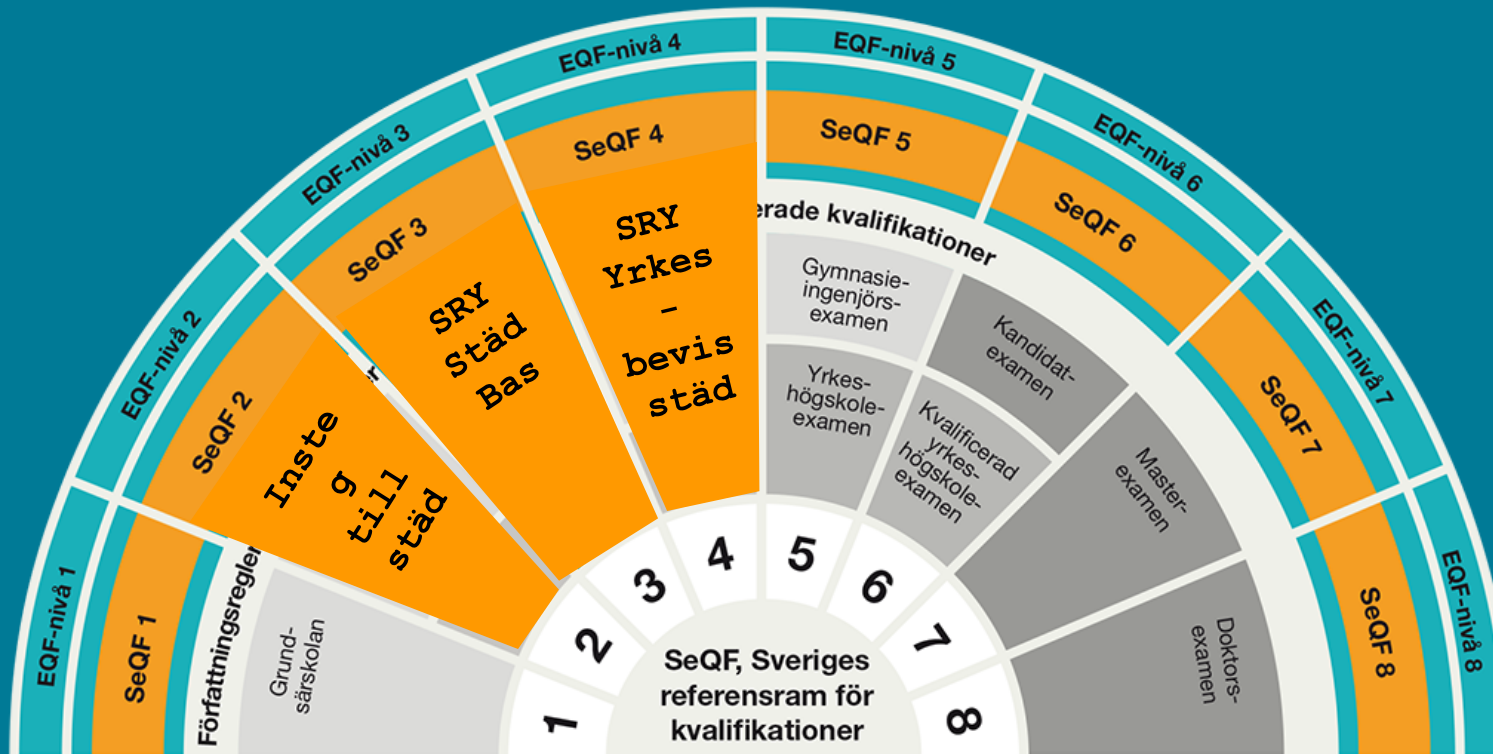 EQF-nivå 1
EQF-nivå 2
EQF-nivå 3
EQF-nivå 4
EQF-nivå 5
EQF-nivå 6
EQF-nivå 7
EQF-nivå 8
SeQF 1
SeQF 2
SeQF 3
SeQF 4
SeQF 5
SeQF 6
SeQF 7
SeQF 8
Författningsregler
erade kvalifikationer
Grund-
särskolan
Inste
g
till
städ
SRY
Städ
Bas
SRY
Yrkes
-
bevis
städ
Gymnasie-
ingenjörs-
examen
Yrkes-
högskole-
examen
Kandidat-
examen
Kvalificerad
yrkes-
högskole-
examen
Master-
examen
Doktors-
examen
1
2
3
4
5
6
7
8
SeQF, Sveriges
referensram för
kvalifikationer